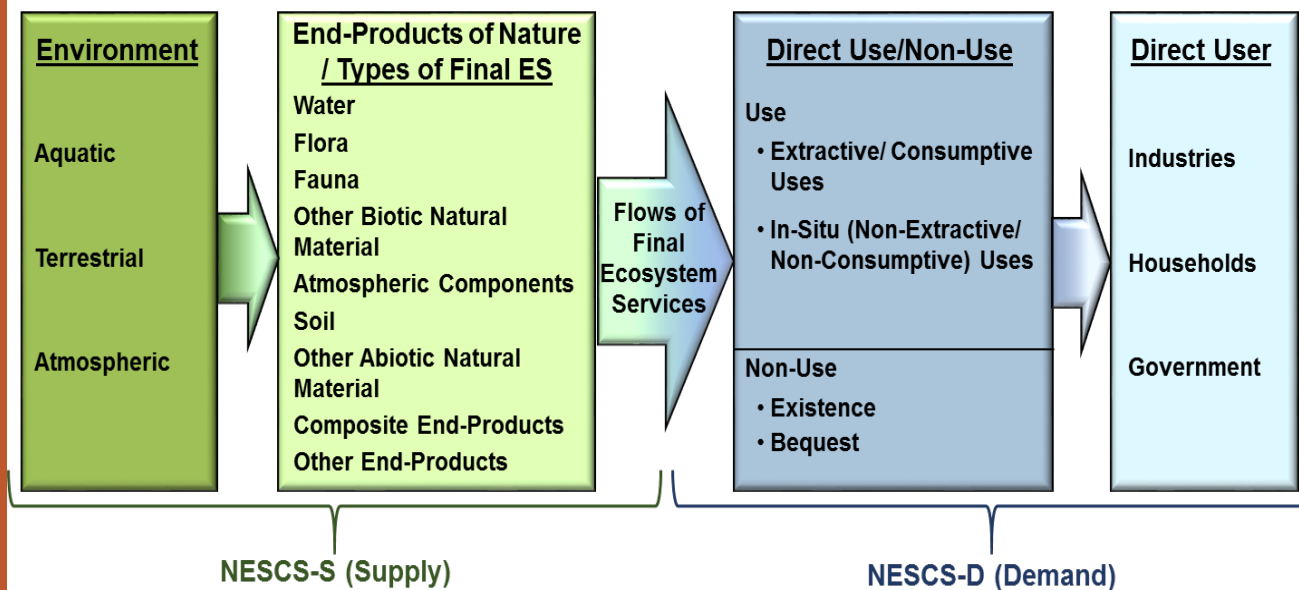 Environment
Aquatic
Terrestrial
Atmospheric
End-Products of Nature
/ Types of Final ES
Water
Flora
Fauna
Other Biotic Natural
Material
Atmospheric Components
Soil
Other Abiotic Natural
Material
Composite End-Products
Other End-Products
Flows of
Final
Ecosystem
Services
Direct Use/Non-Use
Use
• Extractive/ Consumptive
Uses
• In-Situ (Non-Extractive/
Non-Consumptive) Uses
Non-Use
• Existence
• Bequest
Direct User
Industries
Households
Government
NESCS-S (Supply)
NESCS-D (Demand)